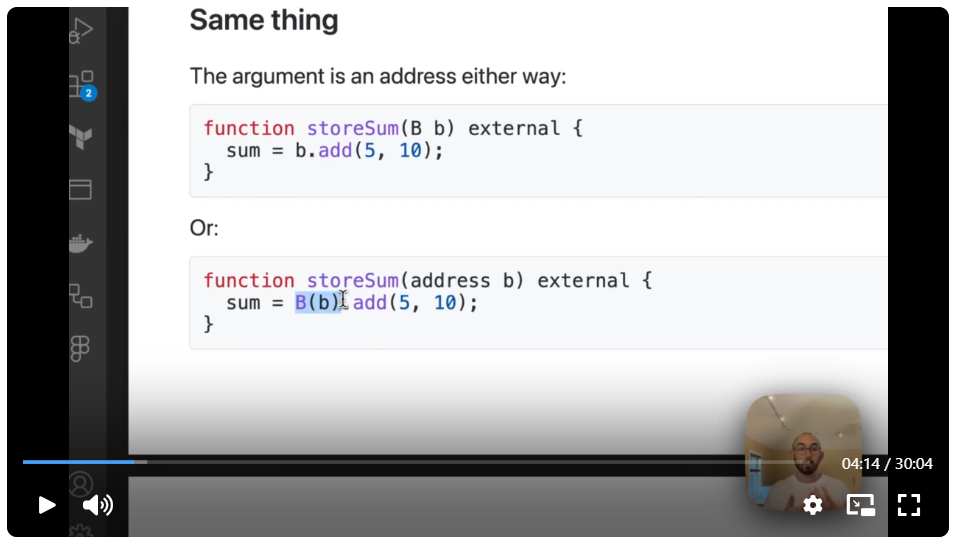 Same thing
The argument is an address either way:
function storeSum(B b) external {
  sum = b.add(5, 10);
}
Or:
function storeSum(address b) external {
  sum = B(b).add(5, 10);
}
2
04:14 / 30:04